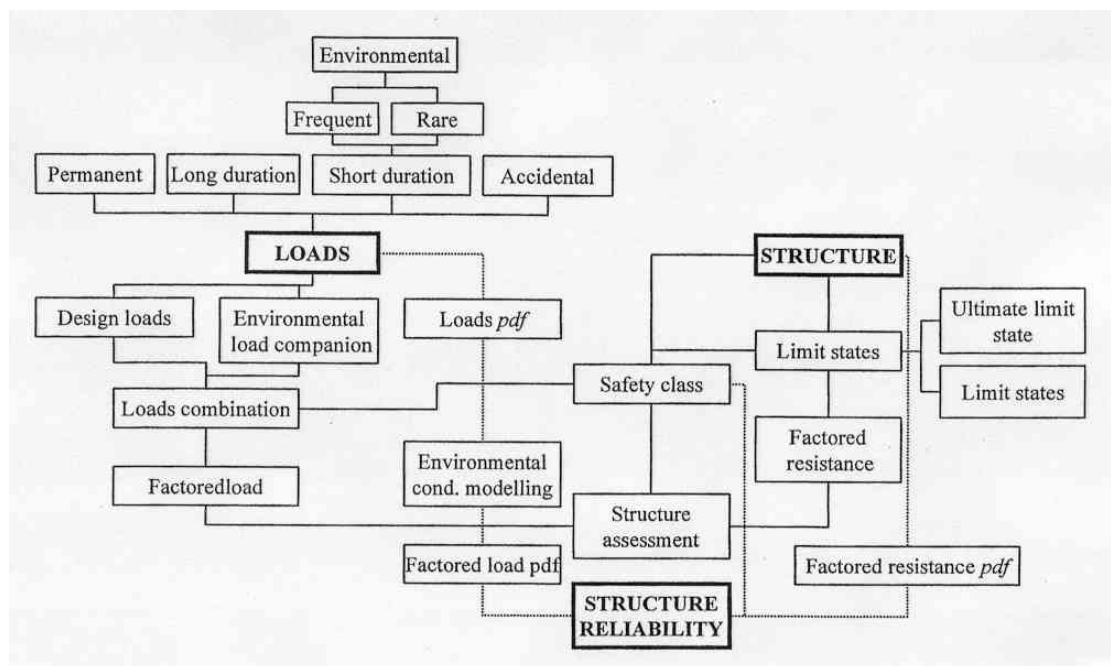 Environmental
Frequent
Rare
Permanent
Long duration
Short duration
Accidental
LOADS
STRUCTURE
Design loads
Environmental
load companion
Loads pdf
Limit states
Ultimate limit
state
Limit states
Safety class
Loads combination
Factored
resistance
Environmental
cond. modelling
Factoredload
Structure
assessment
Factored load pdf
Factored resistance pdf
STRUCTURE
RELIABILITY